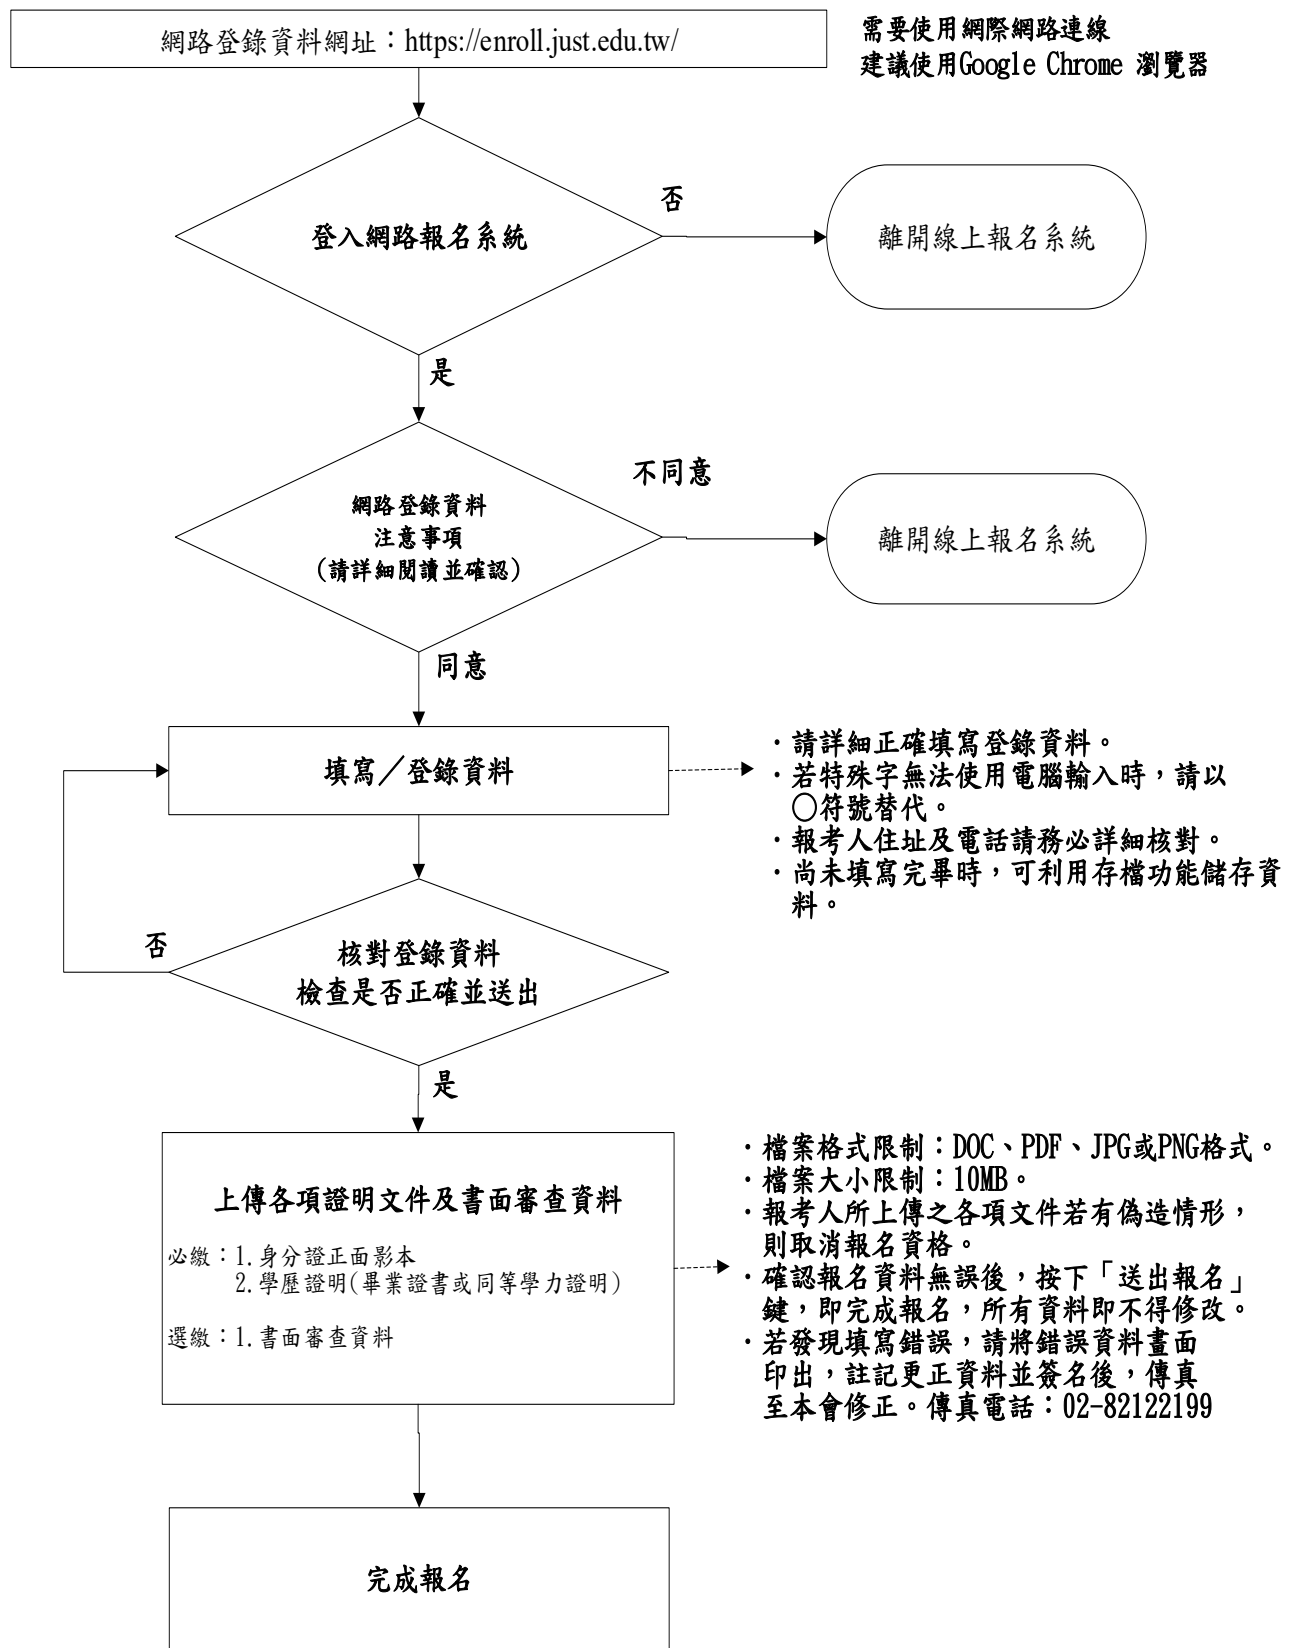 網路登錄資料網址：https://enroll.just.edu.tw/
需要使用網際網路連線
建議使用Google Chrome 瀏覽器
登入網路報名系統
否
離開線上報名系統
是
網路登錄資料
注意事項
(請詳細閱讀並確認)
不同意
離開線上報名系統
同意
填寫／登錄資料
·請詳細正確填寫登錄資料。
·若特殊字無法使用電腦輸入時，請以
○符號替代。
·報考人住址及電話請務必詳細核對。
·尚未填寫完畢時，可利用存檔功能儲存資
料。
核對登錄資料
檢查是否正確並送出
否
是
上傳各項證明文件及書面審查資料
必繳：1.身分證正面影本
2.學歷證明(畢業證書或同等學力證明)
選繳：1.書面審查資料
·檔案格式限制：DOC、PDF、JPG或PNG格式。
·檔案大小限制：10MB。
·報考人所上傳之各項文件若有偽造情形，
則取消報名資格。
·確認報名資料無誤後，按下「送出報名」
鍵，即完成報名，所有資料即不得修改。
·若發現填寫錯誤，請將錯誤資料畫面
印出，註記更正資料並簽名後，傳真
至本會修正。傳真電話：02-82122199
完成報名